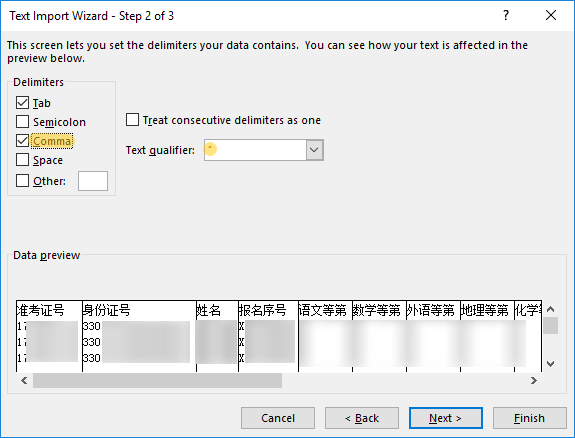 Text Import Wizard - Step 2 of 3
This screen lets you set the delimiters your data contains. You can see how your text is affected in the
preview below.
Delimiters
Tab
Semicolon
Comma
Space
Other:
Treat consecutive delimiters as one
Text qualifier: "
Data preview
准考证号 身份证号 姓名 报名序号 语文等第 数学等第 外语等第 地理等第 化学等
17 330 X
17 330 X
17 330 X
Cancel < Back Next > Finish